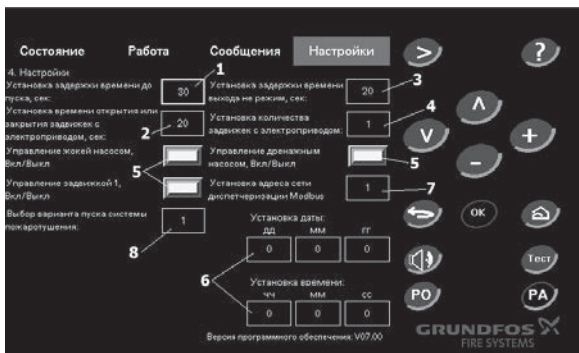 Состояние Работа Сообщения Настройки > ?
4. Настройки
Установка задержки времени до
пуска, сек:
30
1
Установка задержки времени
выхода не режим, сек:
20
3
Установка времени открытия или
закрытия задвижек с
электроприводом, сек:
20
2
Установка количества
задвижек с электроприводом:
1
4
Управление жокей насосом,
Вкл/Выкл
5
Управление дренажным
насосом, Вкл/Выкл
5
Управление задвижкой 1,
Вкл/Выкл
Установка адреса сети
диспетчеризации Modbus
1
7
Выбор варианта пуска системы
пожаротушения:
1
8
Установка даты:
дд мм гг
0 0 0
6
Установка времени:
чч мм сс
0 0 0
Версия программного обеспечения: V07.00
+
-
OK
Тест
РО
РА
GRUNDFOS
FIRE SYSTEMS